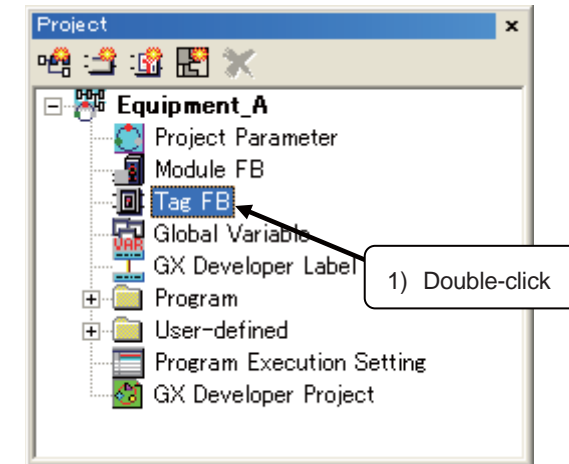 Project
Equipment_A
Project Parameter
Module FB
Tag FB
Global Variable
GX Developer Label
1) Double-click
Program
User-defined
Program Execution Setting
GX Developer Project